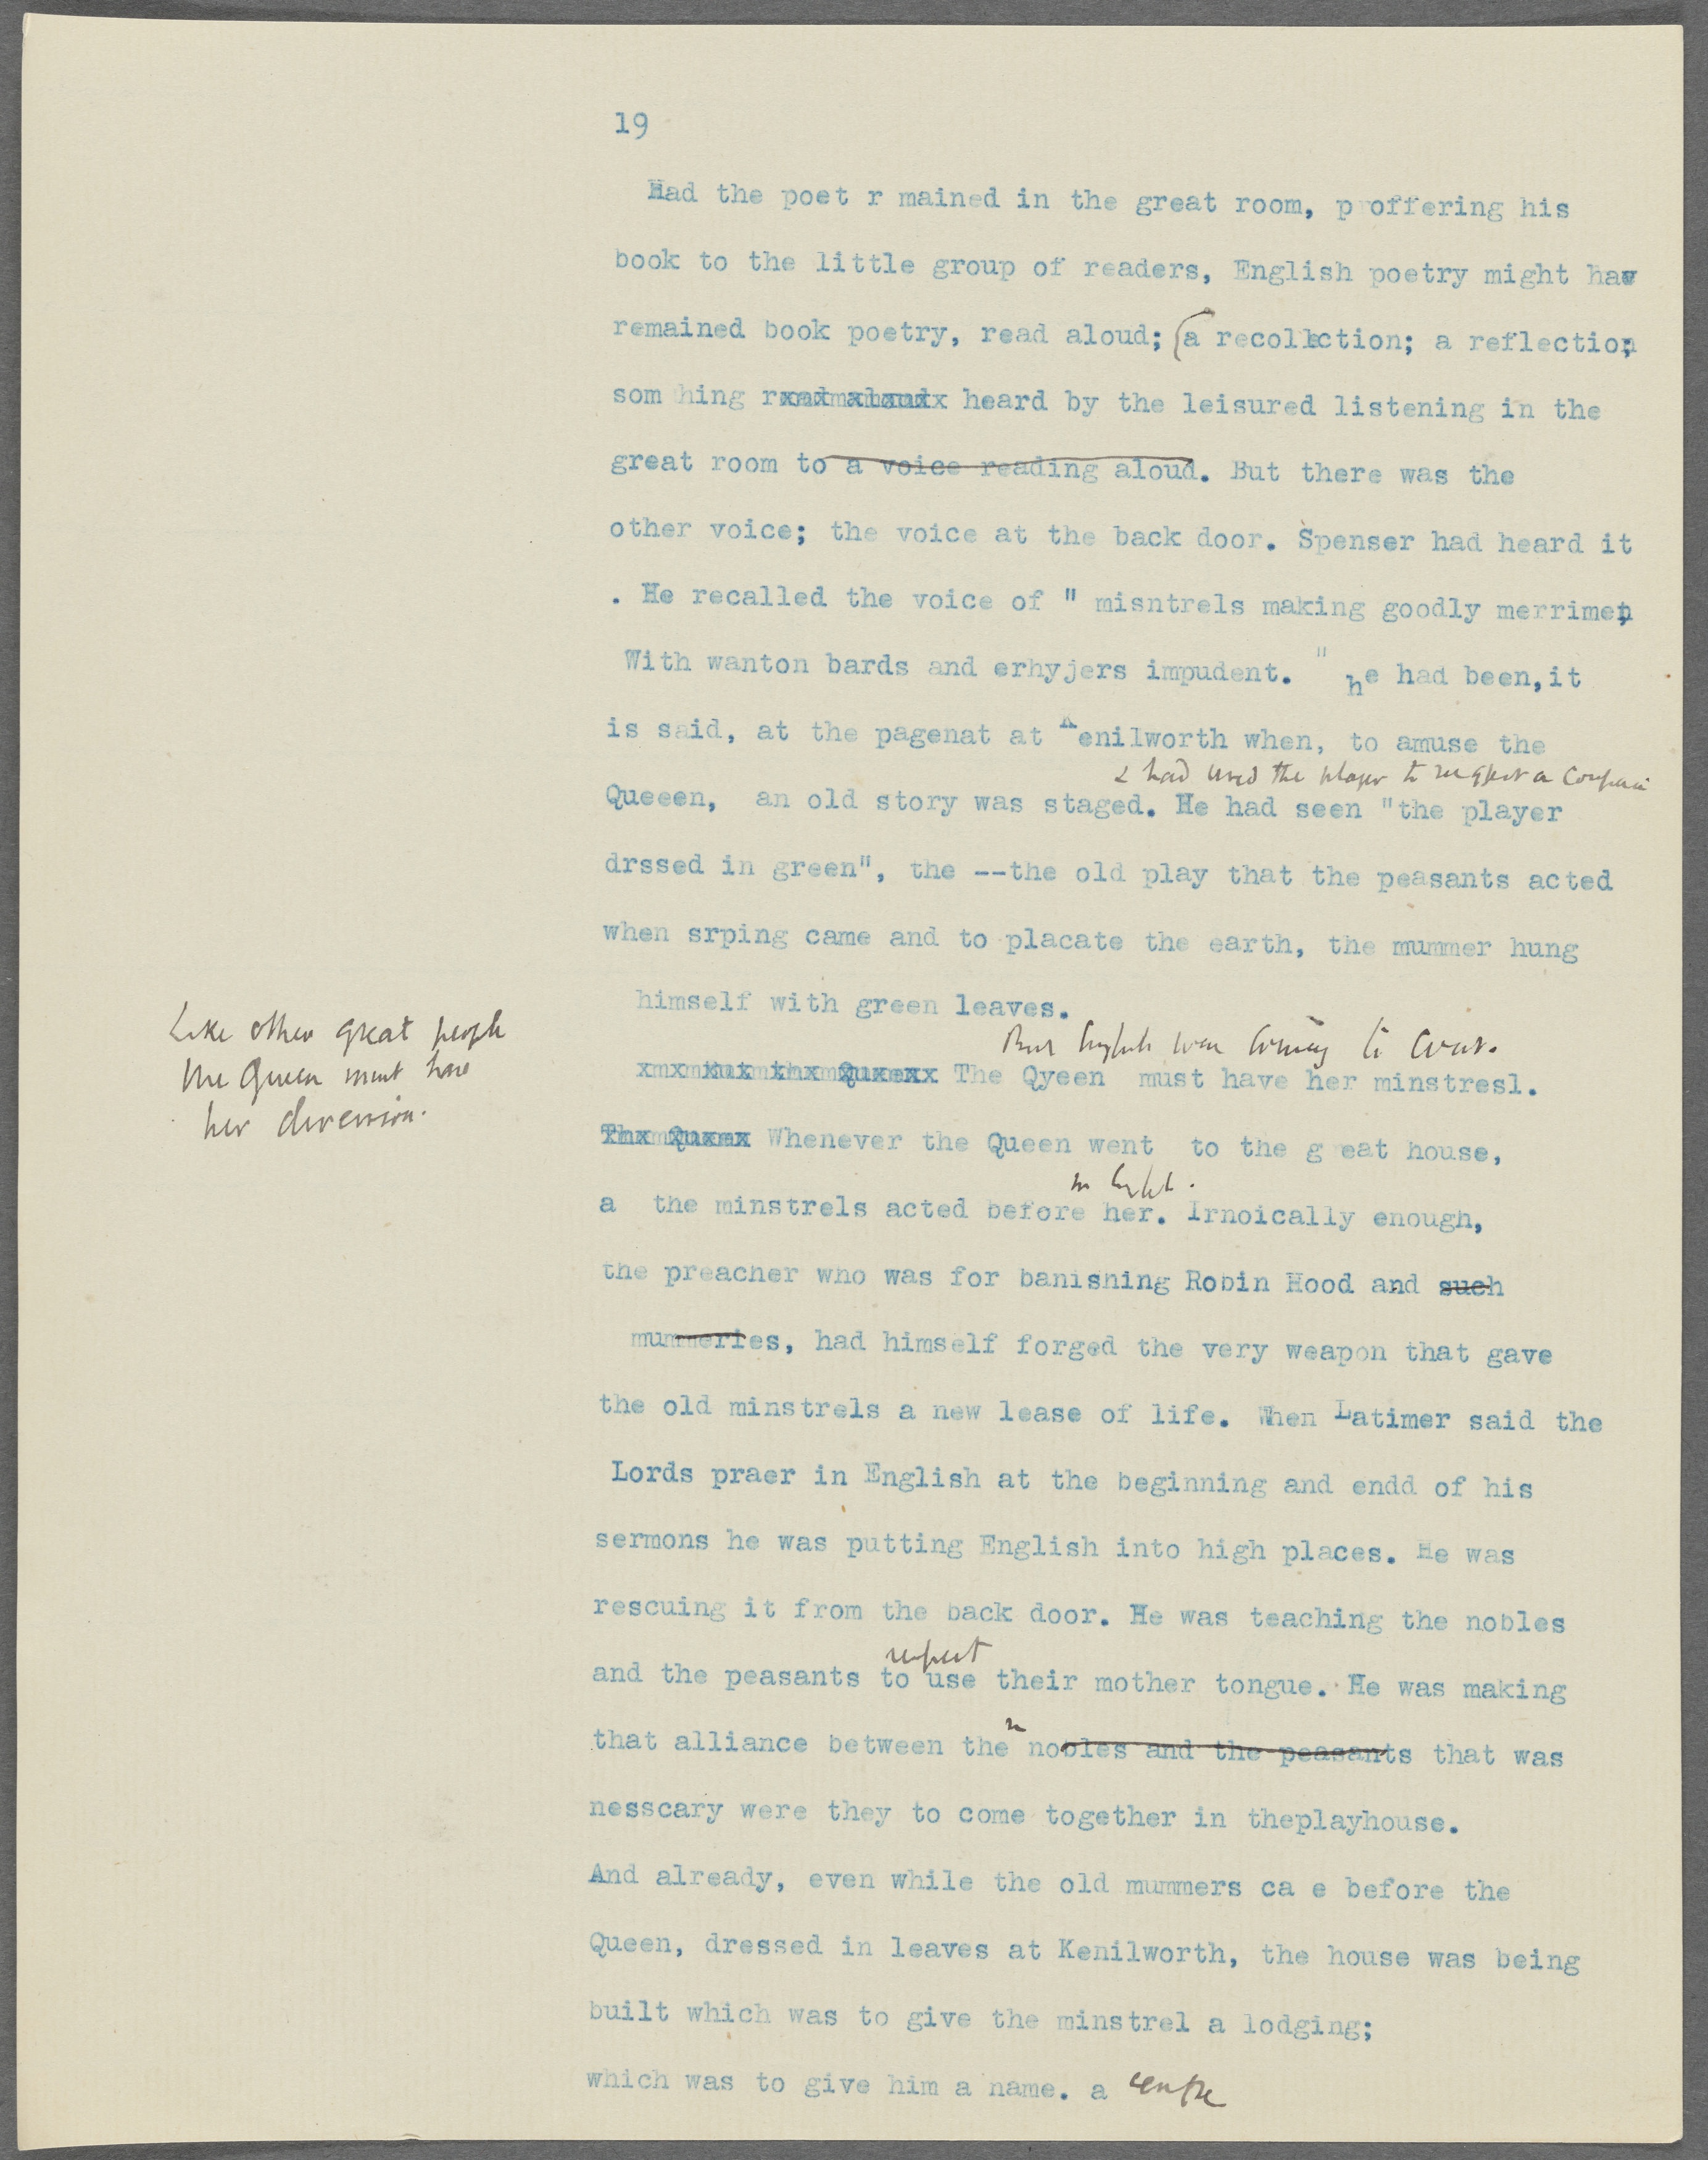 19
Had the poet r mained in the great room, proffering his
book to the little group of readers, English poetry might hav
remained book poetry, read aloud; (a recollection; a reflection;
som thing heard by the leisured listening in the
great room to a voice reading aloud. But there was the
other voice; the voice at the back door. Spenser had heard it
. He recalled the voice of " misntrels making goodly merrimen,
With wanton bards and erhyjers impudent. " he had been,it
is said, at the pagenat at Kenilworth when, to amuse the
& had used the player to suggest a
Queeen, an old story was staged. He had seen "the player
drssed in green", the --the old play that the peasants acted
when srping came and to placate the earth, the mummer hung
himself with green leaves.
Like other great people
the Queen must have
her diversion.
But English was coming to Court.
The Qyeen must have her minstresl.
Whenever the Queen went to the g eat house,
in English.
a the minstrels acted before her. Irnoically enough,
the preacher who was for banishing Robin Hood and such
mummeries, had himself forged the very weapon that gave
the old minstrels a new lease of life. When Latimer said the
Lords praer in English at the beginning and endd of his
sermons he was putting English into high places. He was
rescuing it from the back door. He was teaching the nobles
respect
and the peasants to use their mother tongue. He was making
that alliance between the nobles and the peasants that was
nesscary were they to come together in theplayhouse.
And already, even while the old mummers ca e before the
Queen, dressed in leaves at Kenilworth, the house was being
built which was to give the minstrel a lodging;
which was to give him a name. a centre